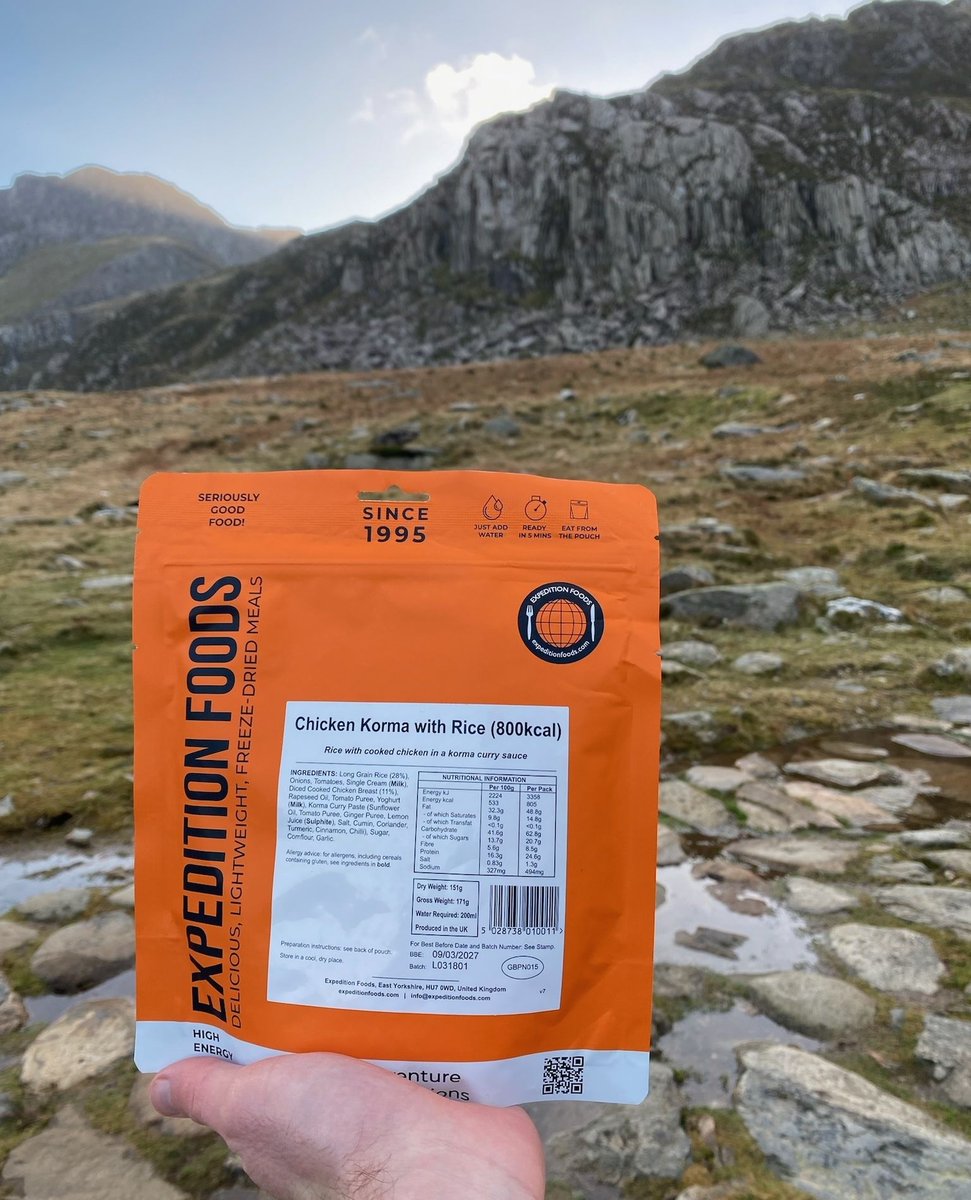 SERIOUSLY
GOOD
FOOD!
SINCE
1995
JUST ADD
WATER
READY
IN 5 MINS
EAT FROM
THE POUCH
EXPEDITION FOODS
expeditionfoods.com
EXPEDITION FOODS
DELICIOUS, LIGHTWEIGHT, FREEZE-DRIED MEALS
Chicken Korma with Rice (800kcal)
Rice with cooked chicken in a korma curry sauce
INGREDIENTS: Long Grain Rice (28%),
Onions, Tomatoes, Single Cream (Milk),
Diced Cooked Chicken Breast (11%),
Rapeseed Oil, Tomato Puree, Yoghurt
(Milk), Korma Curry Paste (Sunflower
Oil, Tomato Puree, Ginger Puree, Lemon
Juice (Sulphite), Salt, Cumin, Coriander,
Turmeric, Cinnamon, Chilli), Sugar,
Cornflour, Garlic.
Allergy advice: for allergens, including cereals
containing gluten, see ingredients in bold.
NUTRITIONAL INFORMATION
Per 100g Per Pack
Energy kJ 2224 3358
Energy kcal 533 805
Fat 32.3g 48.8g
- of which Saturates 9.8g 14.8g
- of which Transfat <0.1g <0.1g
Carbohydrate 41.6g 62.8g
- of which Sugars 13.7g 20.7g
Fibre 5.6g 8.5g
Protein 16.3g 24.6g
Salt 0.83g 1.3g
Sodium 327mg 494mg
Dry Weight: 151g
Gross Weight: 171g
Water Required: 200ml
Produced in the UK
5 028738 010011 >
Preparation instructions: see back of pouch.
Store in a cool, dry place.
For Best Before Date and Batch Number: See Stamp.
BBE: 09/03/2027
Batch: L031801
GBPN015
Expedition Foods, East Yorkshire, HU7 0WD, United Kingdom
expeditionfoods.com | info@expeditionfoods.com
v7
HIGH
ENERGY